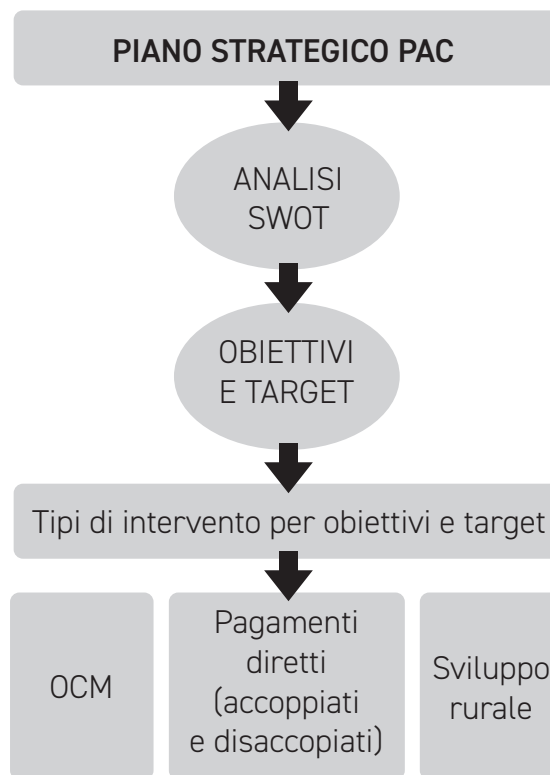 PIANO STRATEGICO PAC
ANALISI
SWOT
OBIETTIVI
E TARGET
Tipi di intervento per obiettivi e target
OCM
Pagamenti
diretti
(accoppiati
e disaccopiati)
Sviluppo
rurale